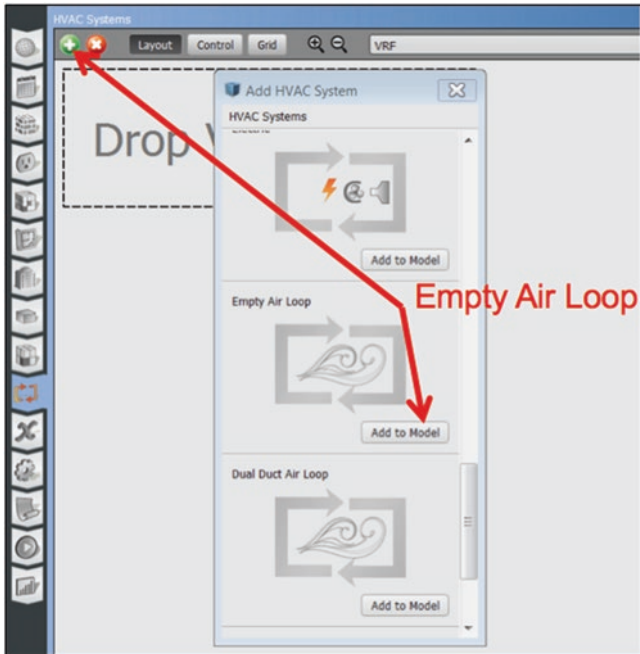 HVAC Systems
Layout Control Grid VRF
Drop
Add HVAC System
HVAC Systems
Electric
Add to Model
Empty Air Loop
Empty Air Loop
Add to Model
Dual Duct Air Loop
Add to Model